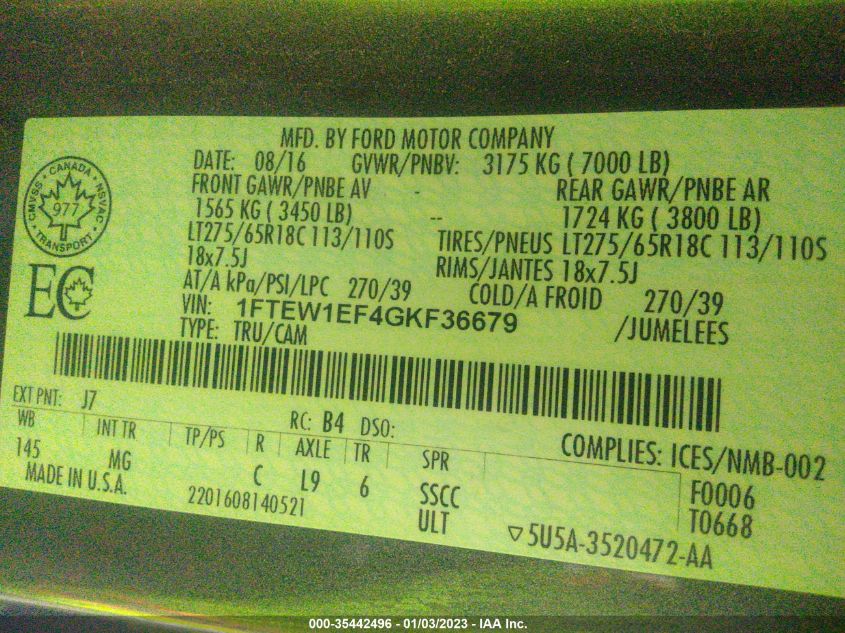 MFD. BY FORD MOTOR COMPANY
DATE: 08/16 GVWR/PNBV: 3175 KG ( 7000 LB)
FRONT GAWR/PNBE AV - REAR GAWR/PNBE AR
1565 KG ( 3450 LB) -- 1724 KG ( 3800 LB)
LT275/65R18C 113/110S TIRES/PNEUS LT275/65R18C 113/110S
18x7.5J RIMS/JANTES 18x7.5J
AT/A kPa/PSI/LPC 270/39 COLD/A FROID 270/39
VIN: 1FTEW1EF4GKF36679 /JUMELEES
TYPE: TRU/CAM
CMVSS · CANADA · NSVAC · TRANSPORT ·
977
EC
EXT PNT: J7 RC: B4 DSO:
WB INT TR TP/PS R AXLE TR SPR COMPLIES: ICES/NMB-002
145 MG C L9 6 SSCC F0006
MADE IN U.S.A. 2201608140521 ULT T0668
▽5U5A-3520472-AA
000-35442496 - 01/03/2023 - IAA Inc.